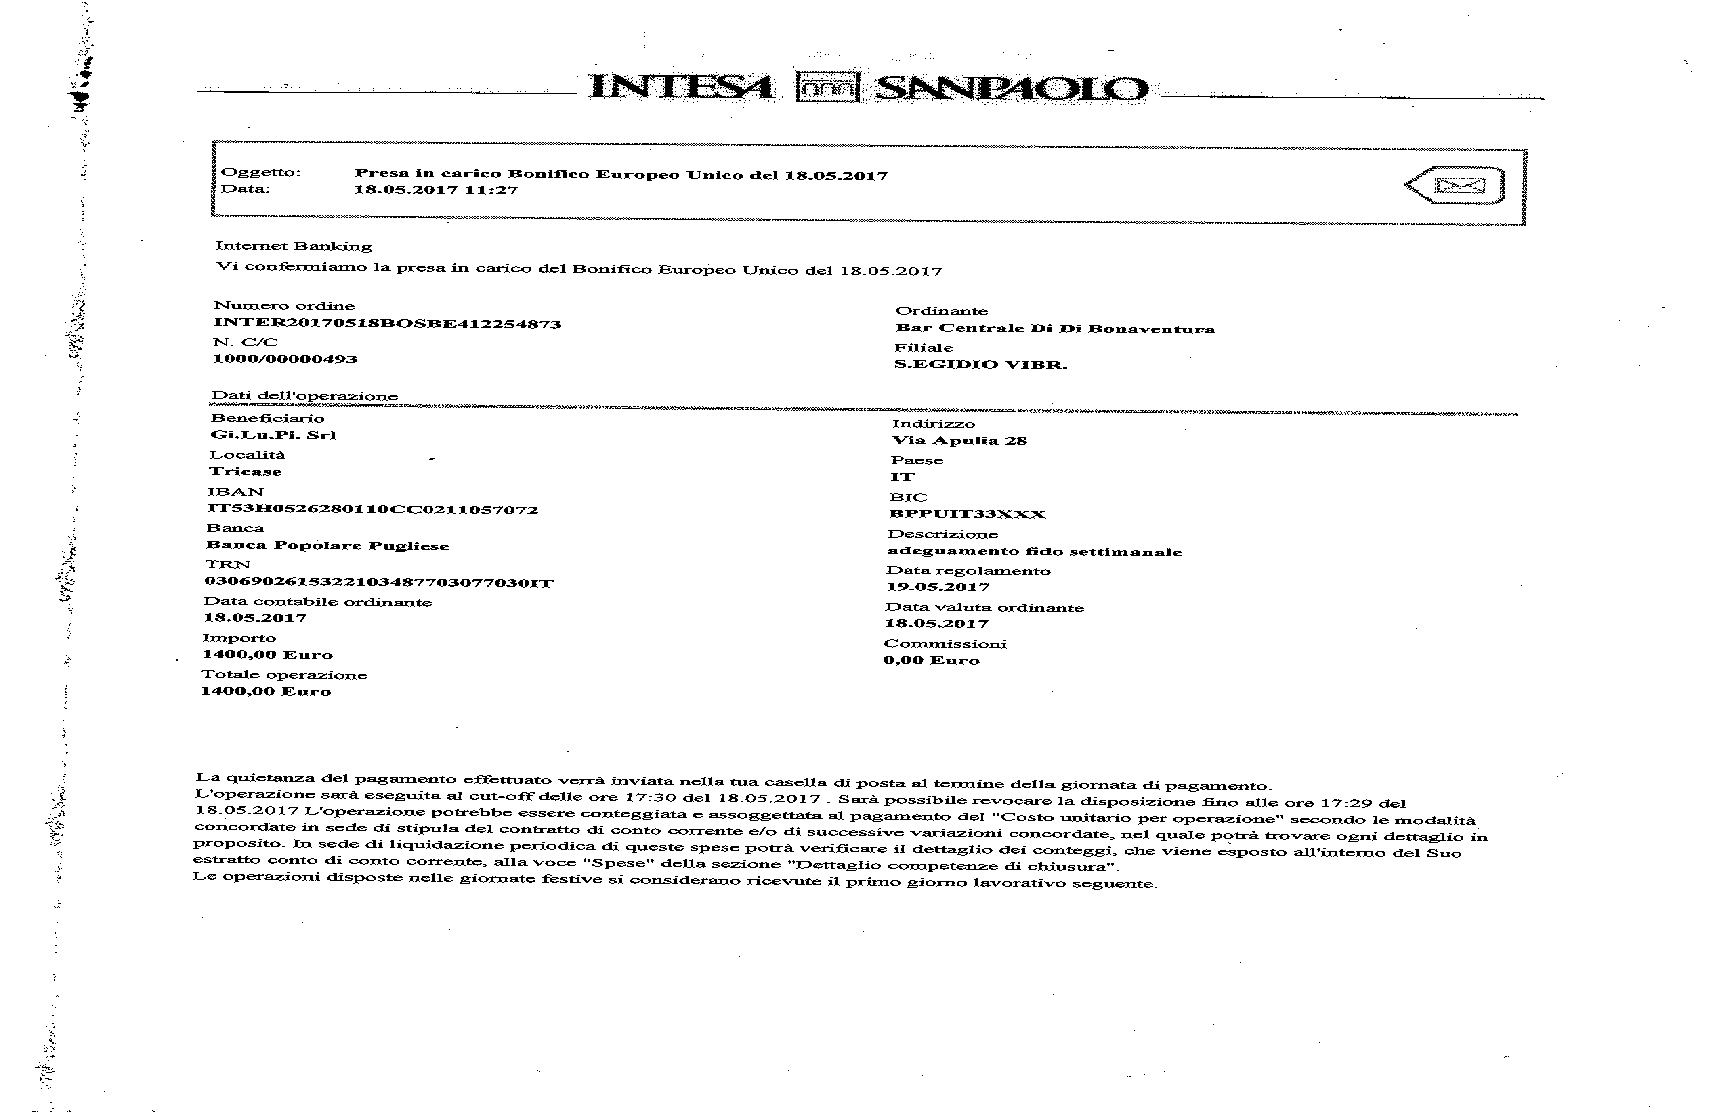 INTESA SANPAOLO
Oggetto: Presa in carico Bonifico Europeo Unico del 18.05.2017
Data: 18.05.2017 11:27
Internet Banking
Vi confermiamo la presa in carico del Bonifico Europeo Unico del 18.05.2017
Numero ordine
INTER20170518BOSBE412254873
N. C/C
1000/00000493
Ordinante
Bar Centrale Di Di Bonaventura
Filiale
S.EGIDIO VIBR.
Dati dell'operazione
Beneficiario
Gi.Lu.Pi. Srl
Località
Tricase
IBAN
IT53H0526280110CC0211057072
Banca
Banca Popolare Pugliese
TRN
0306902615322103487703077030IT
Data contabile ordinante
18.05.2017
Importo
1400,00 Euro
Totale operazione
1400,00 Euro
Indirizzo
Via Apulia 28
Paese
IT
BIC
BPPUIT33XXX
Descrizione
adeguamento fido settimanale
Data regolamento
19.05.2017
Data valuta ordinante
18.05.2017
Commissioni
0,00 Euro
La quietanza del pagamento effettuato verrà inviata nella tua casella di posta al termine della giornata di pagamento.
L'operazione sarà eseguita al cut-off delle ore 17:30 del 18.05.2017 . Sarà possibile revocare la disposizione fino alle ore 17:29 del
18.05.2017 L'operazione potrebbe essere conteggiata e assoggettata al pagamento del "Costo unitario per operazione" secondo le modalità
concordate in sede di stipula del contratto di conto corrente e/o di successive variazioni concordate, nel quale potrà trovare ogni dettaglio in
proposito. In sede di liquidazione periodica di queste spese potrà verificare il dettaglio dei conteggi, che viene esposto all'interno del Suo
estratto conto di conto corrente, alla voce "Spese" della sezione "Dettaglio competenze di chiusura".
Le operazioni disposte nelle giornate festive si considerano ricevute il primo giorno lavorativo seguente.